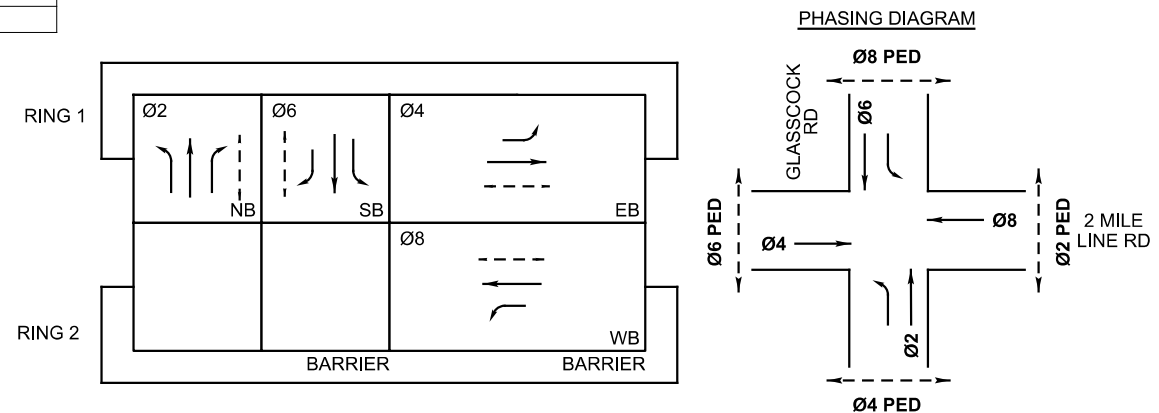 PHASING DIAGRAM
RING 1
Ø2
NB
Ø6
SB
Ø4
EB
Ø8
WB
RING 2
BARRIER
BARRIER
Ø8 PED
GLASSCOCK
RD
Ø6
Ø6 PED
Ø4
Ø8
Ø2 PED
2 MILE
LINE RD
Ø2
Ø4 PED